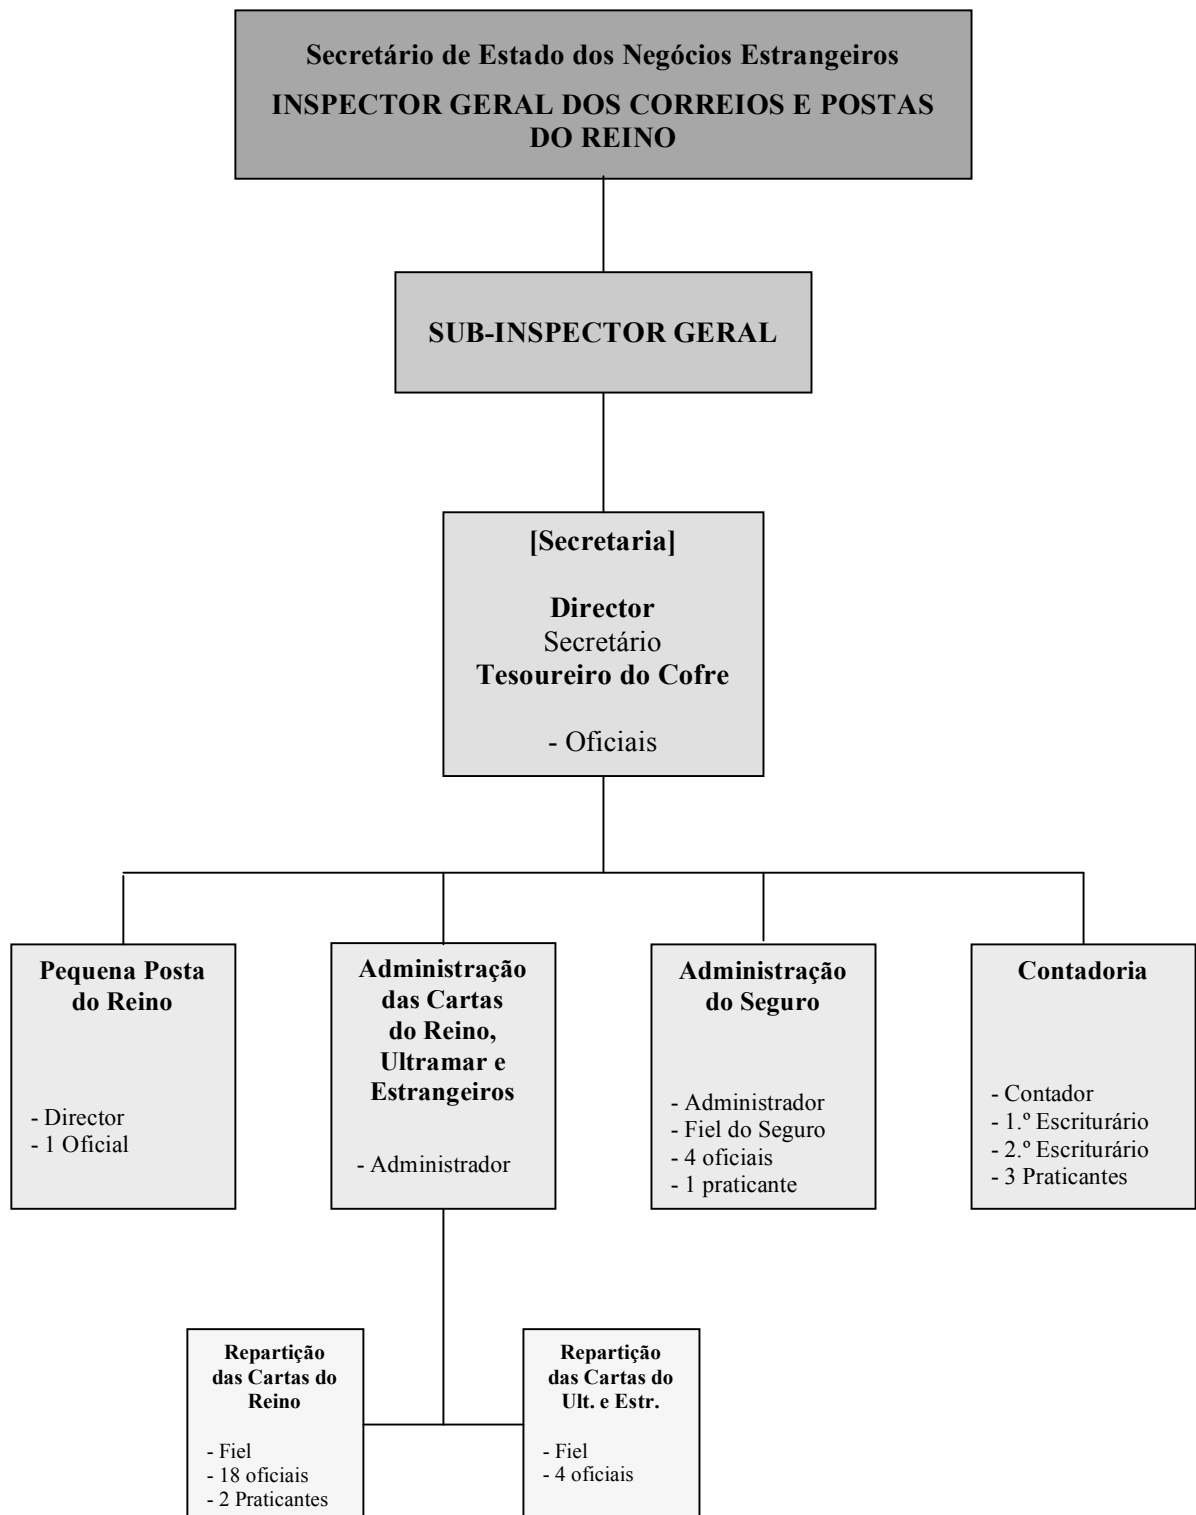 Secretário de Estado dos Negócios Estrangeiros
INSPECTOR GERAL DOS CORREIOS E POSTAS
DO REINO
SUB-INSPECTOR GERAL
[Secretaria]
Director
Secretário
Tesoureiro do Cofre
- Oficiais
Pequena Posta
do Reino
- Director
- 1 Oficial
Administração
das Cartas
do Reino,
Ultramar e
Estrangeiros
- Administrador
Administração
do Seguro
- Administrador
- Fiel do Seguro
- 4 oficiais
- 1 praticante
Contadoria
- Contador
- 1.º Escriturário
- 2.º Escriturário
- 3 Praticantes
Repartição
das Cartas do
Reino
- Fiel
- 18 oficiais
- 2 Praticantes
Repartição
das Cartas do
Ult. e Estr.
- Fiel
- 4 oficiais